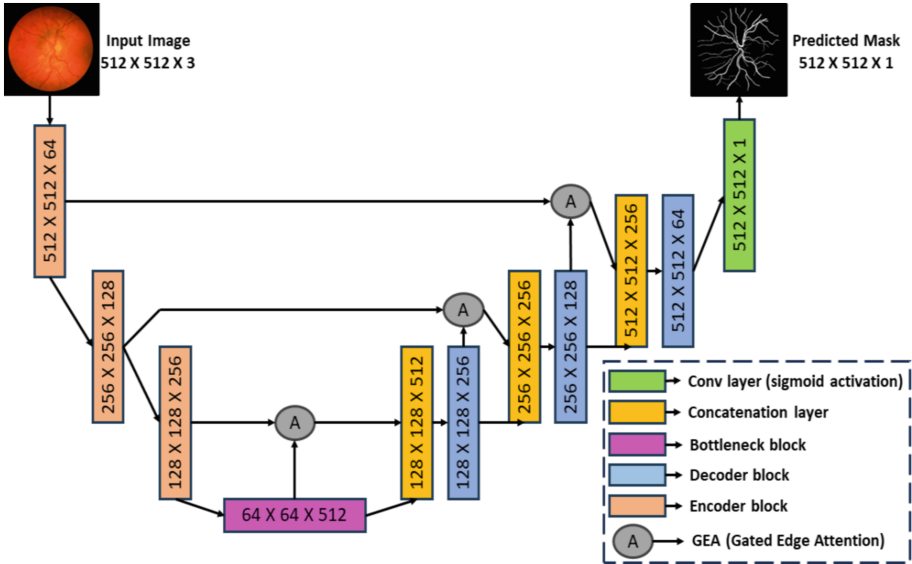 Input Image
512 X 512 X 3
Predicted Mask
512 X 512 X 1
512 X 512 X 64
256 X 256 X 128
128 X 128 X 256
64 X 64 X 512
A
128 X 128 X 512
128 X 128 X 256
A
256 X 256 X 256
256 X 256 X 128
A
512 X 512 X 256
512 X 512 X 64
512 X 512 X 1
Conv layer (sigmoid activation)
Concatenation layer
Bottleneck block
Decoder block
Encoder block
A
GEA (Gated Edge Attention)